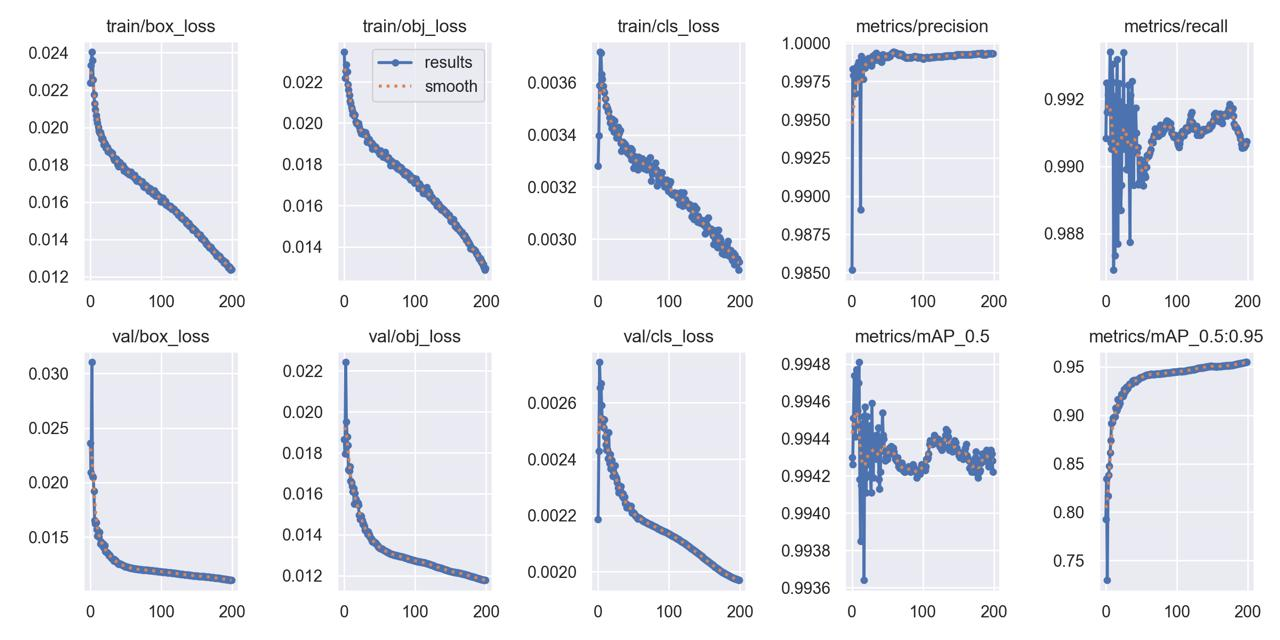 train/box_loss
0.024
0.022
0.020
0.018
0.016
0.014
0.012
0 100 200
train/obj_loss
results
smooth
0.022
0.020
0.018
0.016
0.014
0 100 200
train/cls_loss
0.0036
0.0034
0.0032
0.0030
0 100 200
metrics/precision
1.0000
0.9975
0.9950
0.9925
0.9900
0.9875
0.9850
0 100 200
metrics/recall
0.992
0.990
0.988
0 100 200
val/box_loss
0.030
0.025
0.020
0.015
0 100 200
val/obj_loss
0.022
0.020
0.018
0.016
0.014
0.012
0 100 200
val/cls_loss
0.0026
0.0024
0.0022
0.0020
0 100 200
metrics/mAP_0.5
0.9948
0.9946
0.9944
0.9942
0.9940
0.9938
0.9936
0 100 200
metrics/mAP_0.5:0.95
0.95
0.90
0.85
0.80
0.75
0 100 200